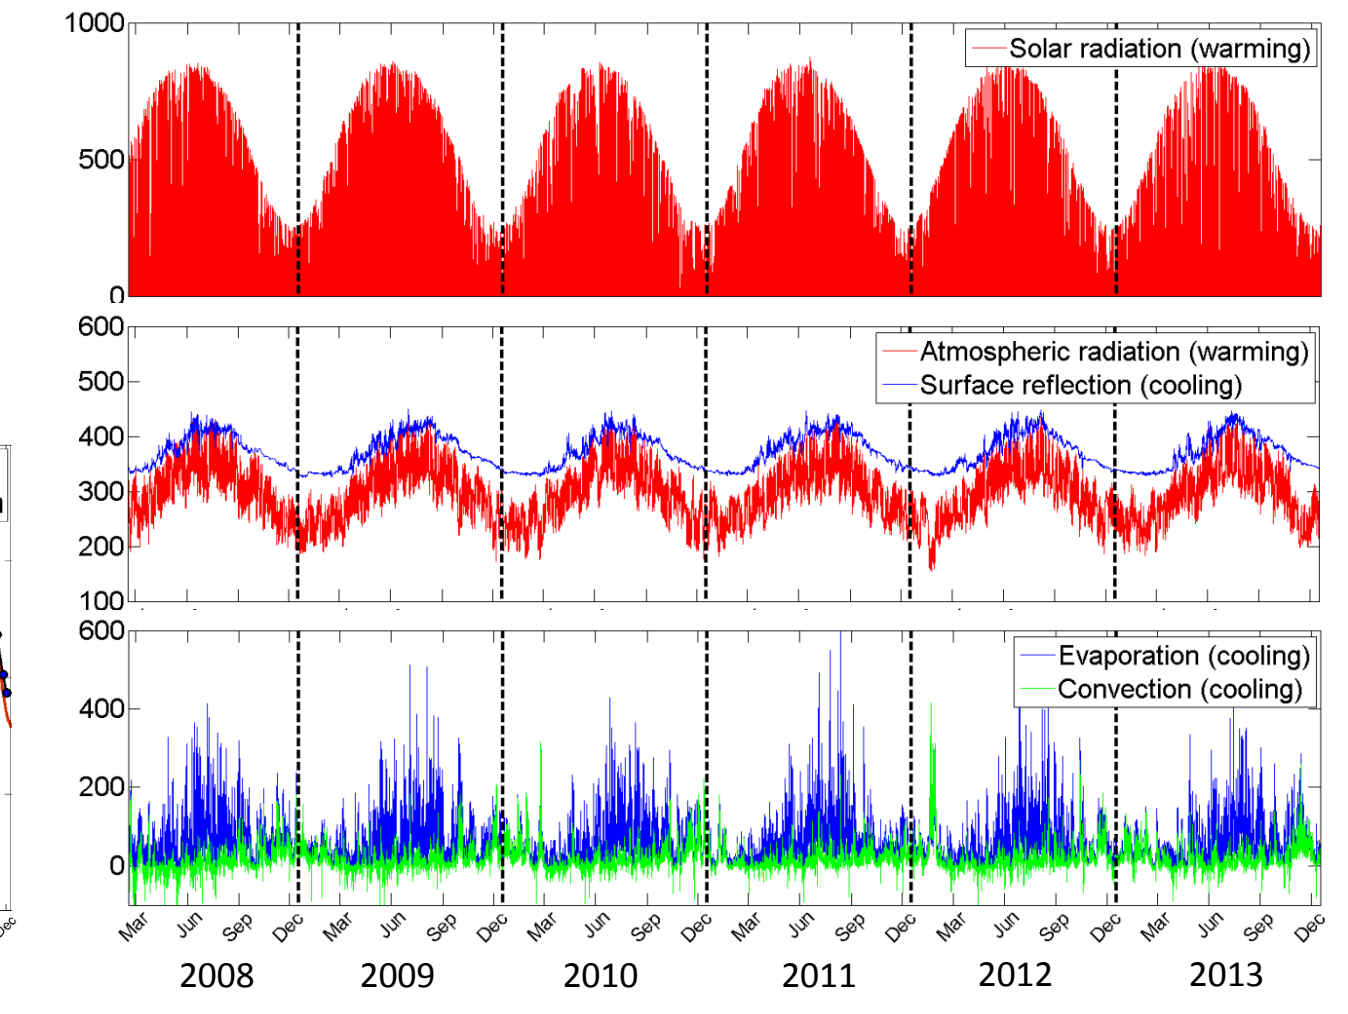 1000
Solar radiation (warming)
500
0
600
Atmospheric radiation (warming)
500
Surface reflection (cooling)
400
300
200
100
600
Evaporation (cooling)
Convection (cooling)
400
200
0
Mar Jun Sep Dec Mar Jun Sep Dec Mar Jun Sep Dec Mar Jun Sep Dec Mar Jun Sep Dec Mar Jun Sep Dec
2008 2009 2010 2011 2012 2013